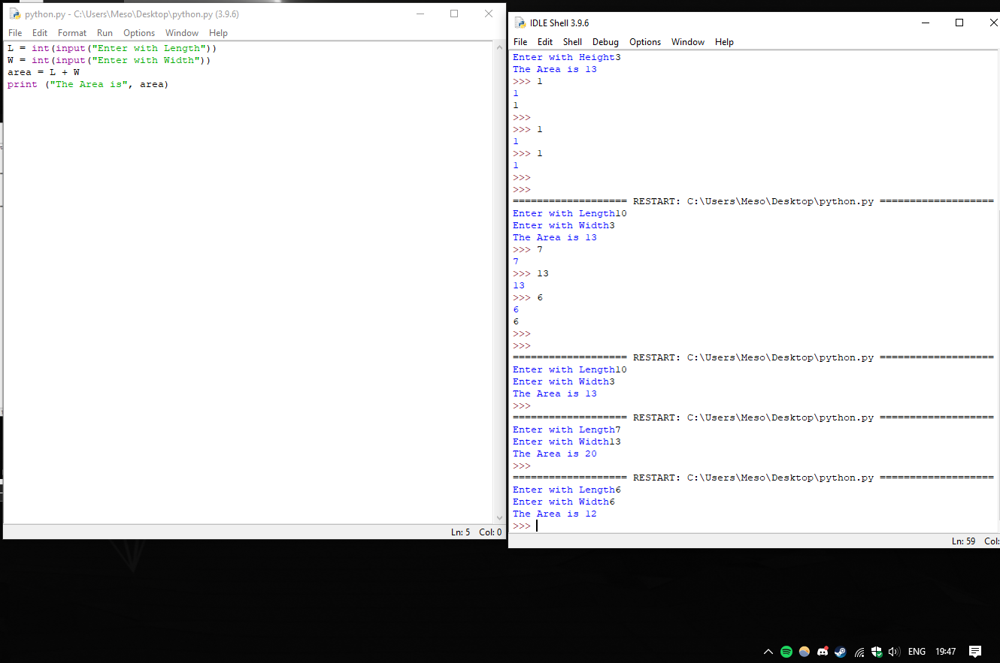 python.py - C:\Users\Meso\Desktop\python.py (3.9.6)
File Edit Format Run Options Window Help
L = int(input("Enter with Length"))
W = int(input("Enter with Width"))
area = L + W
print ("The Area is", area)
Ln: 5 Col: 0
IDLE Shell 3.9.6
File Edit Shell Debug Options Window Help
Enter with Height3
The Area is 13
>>> 1
1
1
>>>
>>> 1
1
>>> 1
1
>>>
>>>
=================== RESTART: C:\Users\Meso\Desktop\python.py ===================
Enter with Length10
Enter with Width3
The Area is 13
>>> 7
7
>>> 13
13
>>> 6
6
6
>>>
>>>
=================== RESTART: C:\Users\Meso\Desktop\python.py ===================
Enter with Length10
Enter with Width3
The Area is 13
>>>
=================== RESTART: C:\Users\Meso\Desktop\python.py ===================
Enter with Length7
Enter with Width13
The Area is 20
>>>
=================== RESTART: C:\Users\Meso\Desktop\python.py ===================
Enter with Length6
Enter with Width6
The Area is 12
>>>
Ln: 59 Col:
ENG 19:47